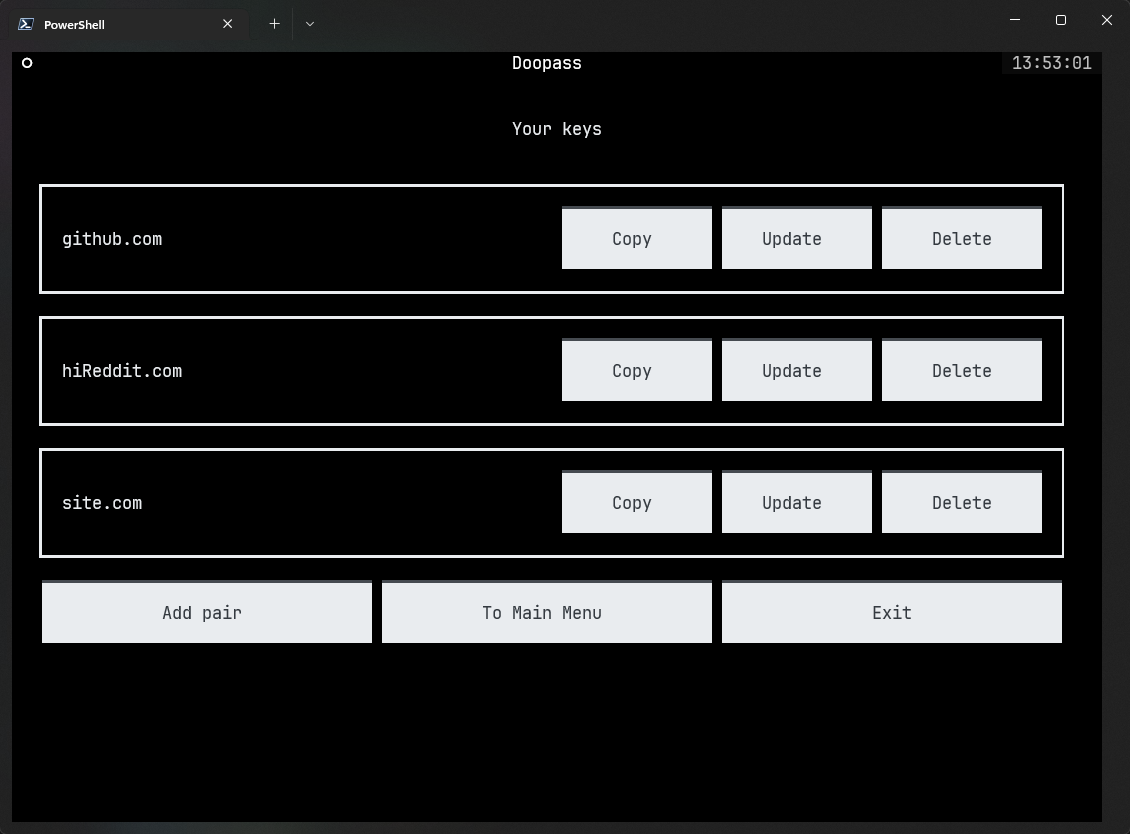 PowerShell
Doopass 13:53:01
Your keys
github.com Copy Update Delete
hiReddit.com Copy Update Delete
site.com Copy Update Delete
Add pair To Main Menu Exit